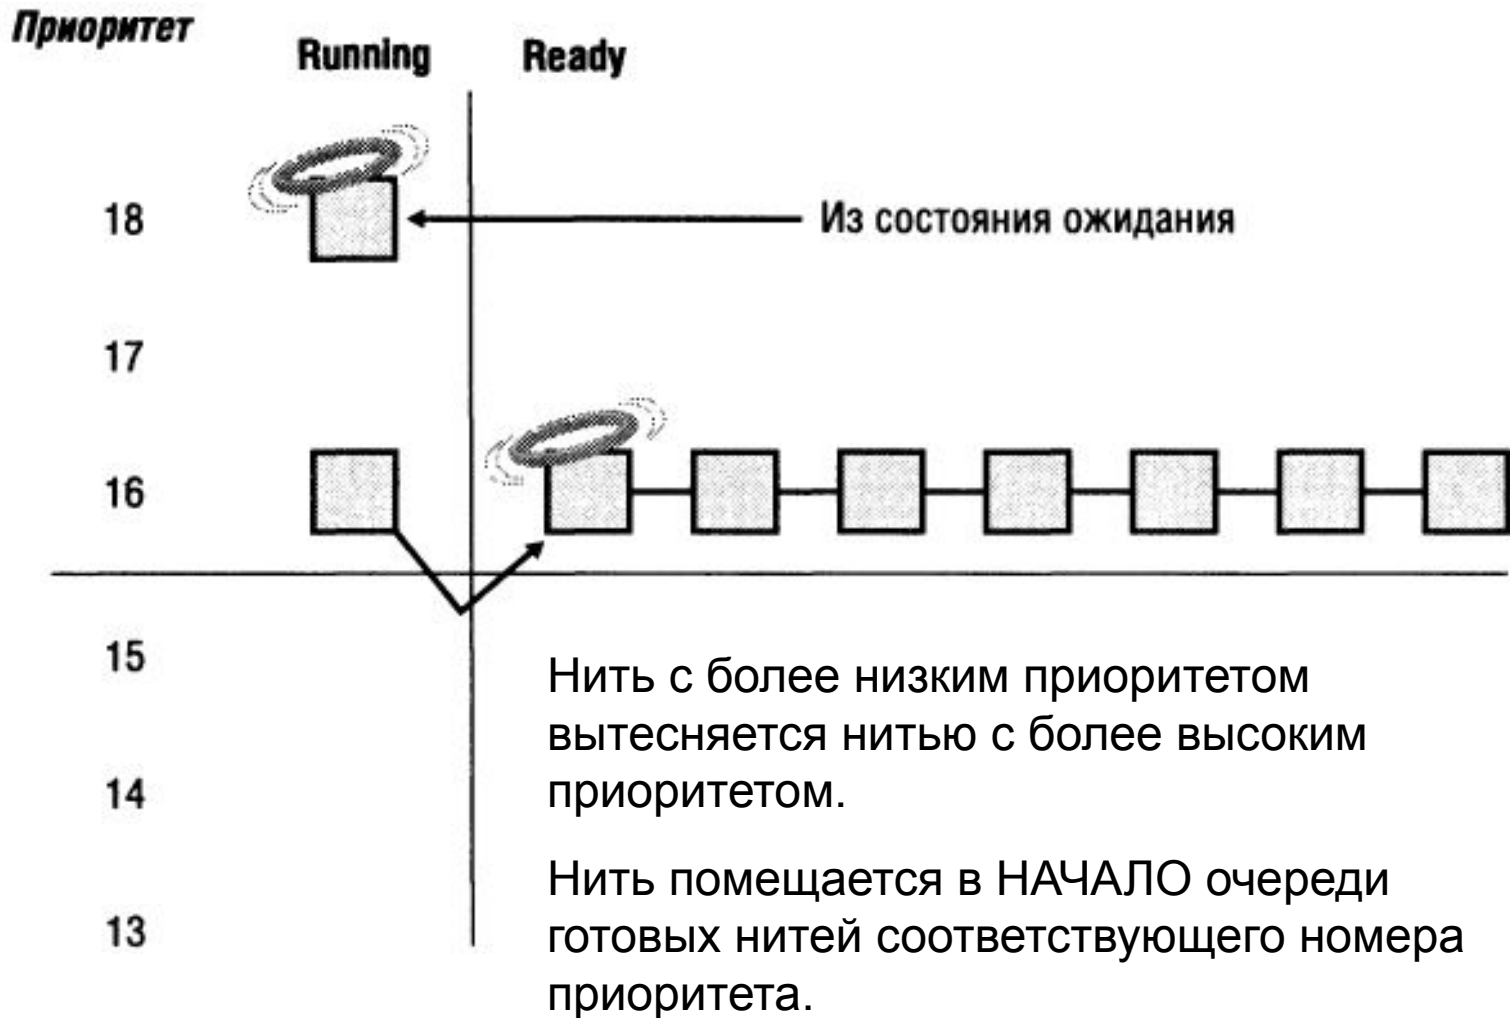 Приоритет
Running Ready
18
Из состояния ожидания
17
16
15
Нить с более низким приоритетом
вытесняется нитью с более высоким
приоритетом.
14
Нить помещается в НАЧАЛО очереди
13
готовых нитей соответствующего номера
приоритета.